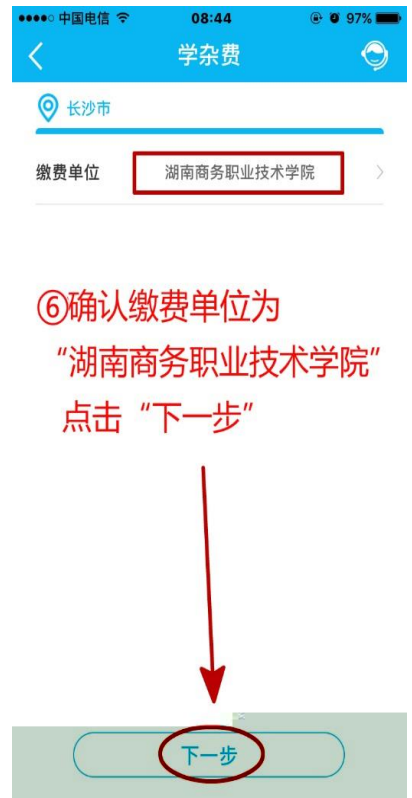 中国电信 08:44 97%
学杂费
长沙市
缴费单位 湖南商务职业技术学院
⑥确认缴费单位为
“湖南商务职业技术学院”
点击“下一步”
下一步